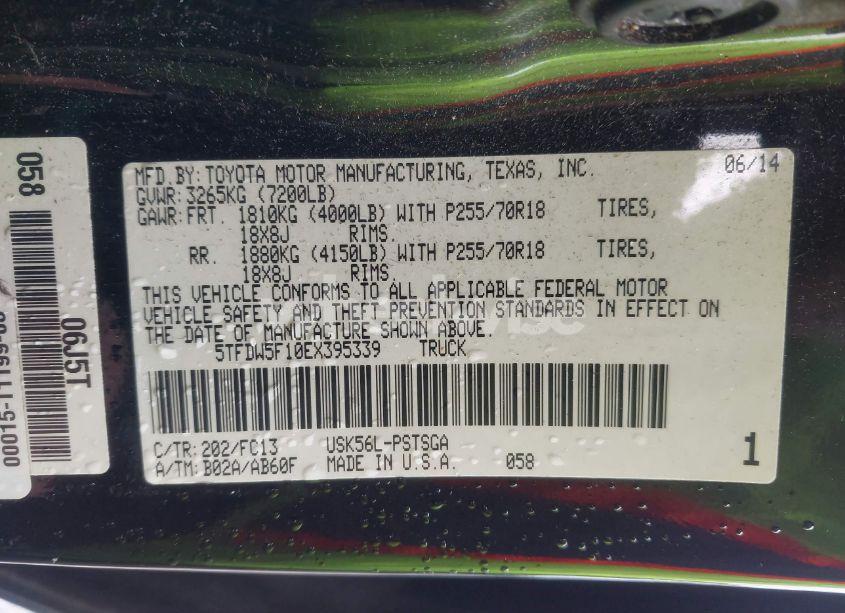 MFD.BY:TOYOTA MOTOR MANUFACTURING, TEXAS, INC. 06/14
GVWR:3265KG (7200LB)
GAWR:FRT 1810KG (4000LB) WITH P255/70R18 TIRES,
18X8J RIMS.
RR. 1880KG (4150LB) WITH P255/70R18 TIRES,
18X8J RIMS.
THIS VEHICLE CONFORMS TO ALL APPLICABLE FEDERAL MOTOR
VEHICLE SAFETY AND THEFT PREVENTION STANDARDS IN EFFECT ON
THE DATE OF MANUFACTURE SHOWN ABOVE.
5TFDW5F10EX395339 TRUCK
C/TR:202/FC13 USK56L-PSTSGA
A/TM:B02A/AB60F MADE IN U.S.A. 058 1
058
06J5T